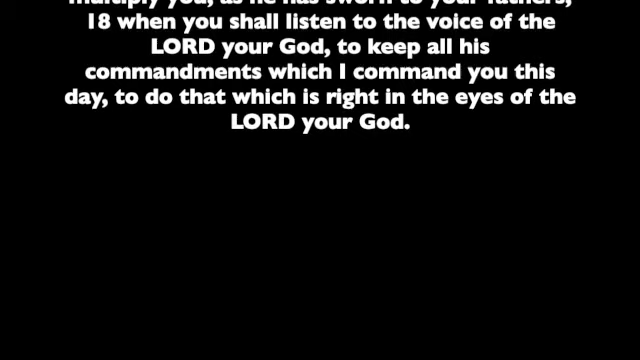 multiply you, as he has sworn to your fathers;
18 when you shall listen to the voice of the
LORD your God, to keep all his
commandments which I command you this
day, to do that which is right in the eyes of the
LORD your God.